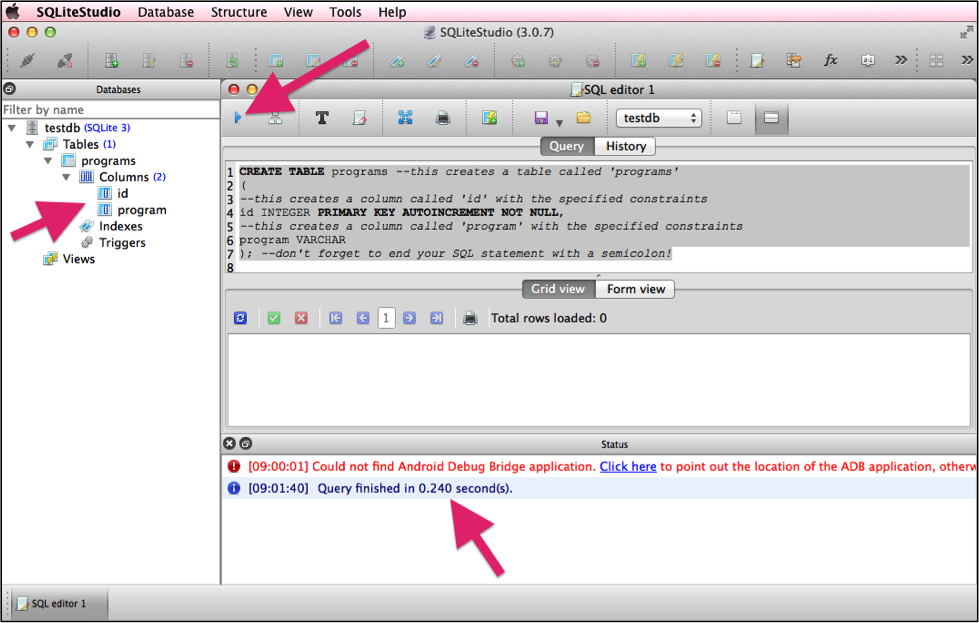 SQLiteStudio Database Structure View Tools Help
SQLiteStudio (3.0.7)
fx a-z » »
Databases
Filter by name
testdb (SQLite 3)
Tables (1)
programs
Columns (2)
id
program
Indexes
Triggers
Views
SQL editor 1
T testdb
Query History
1 CREATE TABLE programs --this creates a table called 'programs'
2 (
3 --this creates a column called 'id' with the specified constraints
4 id INTEGER PRIMARY KEY AUTOINCREMENT NOT NULL,
5 --this creates a column called 'program' with the specified constraints
6 program VARCHAR
7 ); --don't forget to end your SQL statement with a semicolon!
8
Grid view Form view
1 Total rows loaded: 0
Status
[09:00:01] Could not find Android Debug Bridge application. Click here to point out the location of the ADB application, otherw
[09:01:40] Query finished in 0.240 second(s).
SQL editor 1